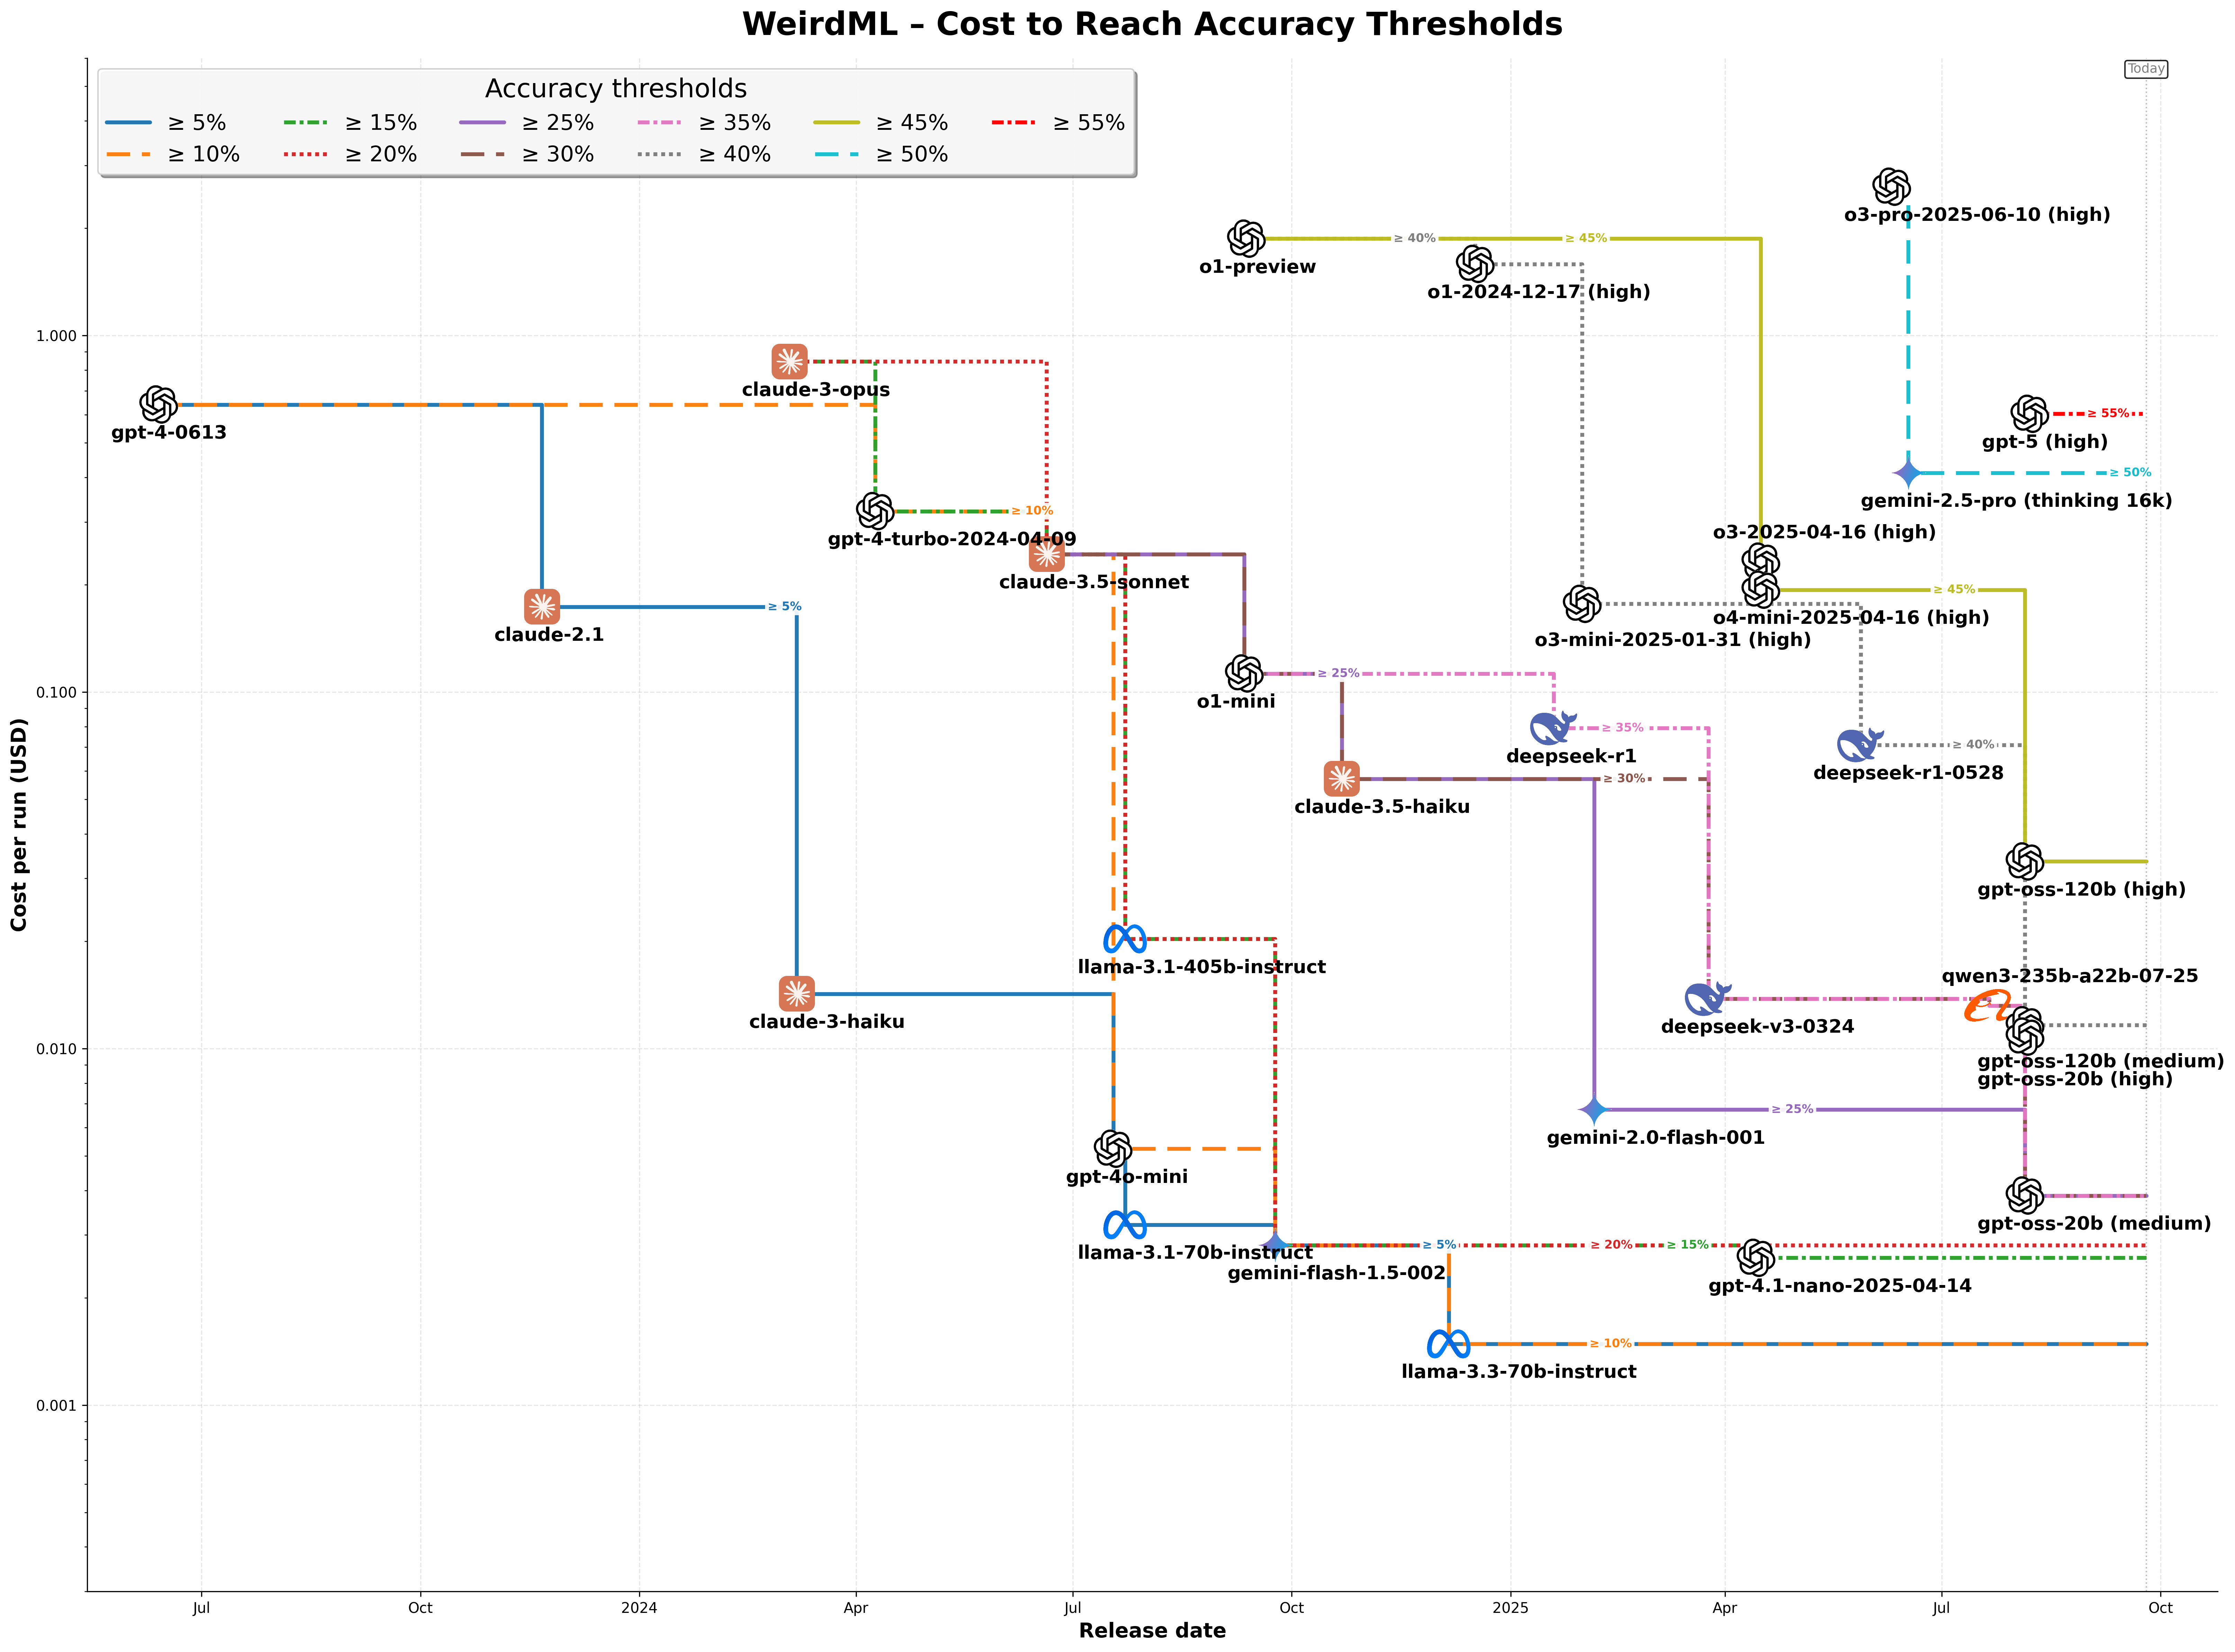 WeirdML – Cost to Reach Accuracy Thresholds
Today
Accuracy thresholds
≥ 5%
≥ 15%
≥ 25%
≥ 35%
≥ 45%
≥ 55%
≥ 10%
≥ 20%
≥ 30%
≥ 40%
≥ 50%
o3-pro-2025-06-10 (high)
≥ 40%
≥ 45%
o1-preview
o1-2024-12-17 (high)
1.000
claude-3-opus
gpt-4-0613
≥ 55%
gpt-5 (high)
≥ 50%
gemini-2.5-pro (thinking 16k)
≥ 10%
gpt-4-turbo-2024-04-09
o3-2025-04-16 (high)
claude-3.5-sonnet
≥ 45%
≥ 5%
o4-mini-2025-04-16 (high)
claude-2.1
o3-mini-2025-01-31 (high)
≥ 25%
0.100
o1-mini
≥ 35%
≥ 40%
deepseek-r1
deepseek-r1-0528
≥ 30%
claude-3.5-haiku
Cost per run (USD)
gpt-oss-120b (high)
llama-3.1-405b-instruct
qwen3-235b-a22b-07-25
claude-3-haiku
deepseek-v3-0324
0.010
gpt-oss-120b (medium)
gpt-oss-20b (high)
≥ 25%
gemini-2.0-flash-001
gpt-4o-mini
gpt-oss-20b (medium)
llama-3.1-70b-instruct
≥ 5%
≥ 20%
≥ 15%
gemini-flash-1.5-002
gpt-4.1-nano-2025-04-14
≥ 10%
llama-3.3-70b-instruct
0.001
Jul
Oct
2024
Apr
Jul
Oct
2025
Apr
Jul
Oct
Release date